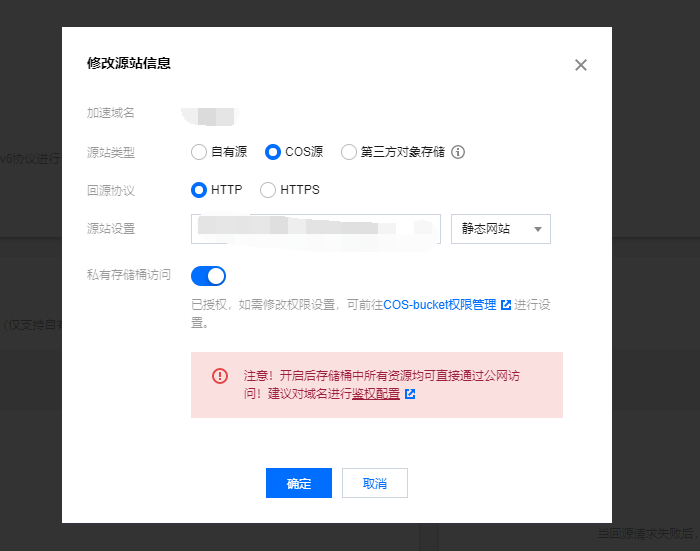 修改源站信息
加速域名
源站类型 自有源 COS源 第三方对象存储
v6协议进行
回源协议 HTTP HTTPS
源站设置 静态网站
私有存储桶访问
已授权，如需修改权限设置，可前往COS-bucket权限管理 进行设
置。
（仅支持自
注意！开启后存储桶中所有资源均可直接通过公网访
问！建议对域名进行鉴权配置
确定 取消
当回源请求失败后